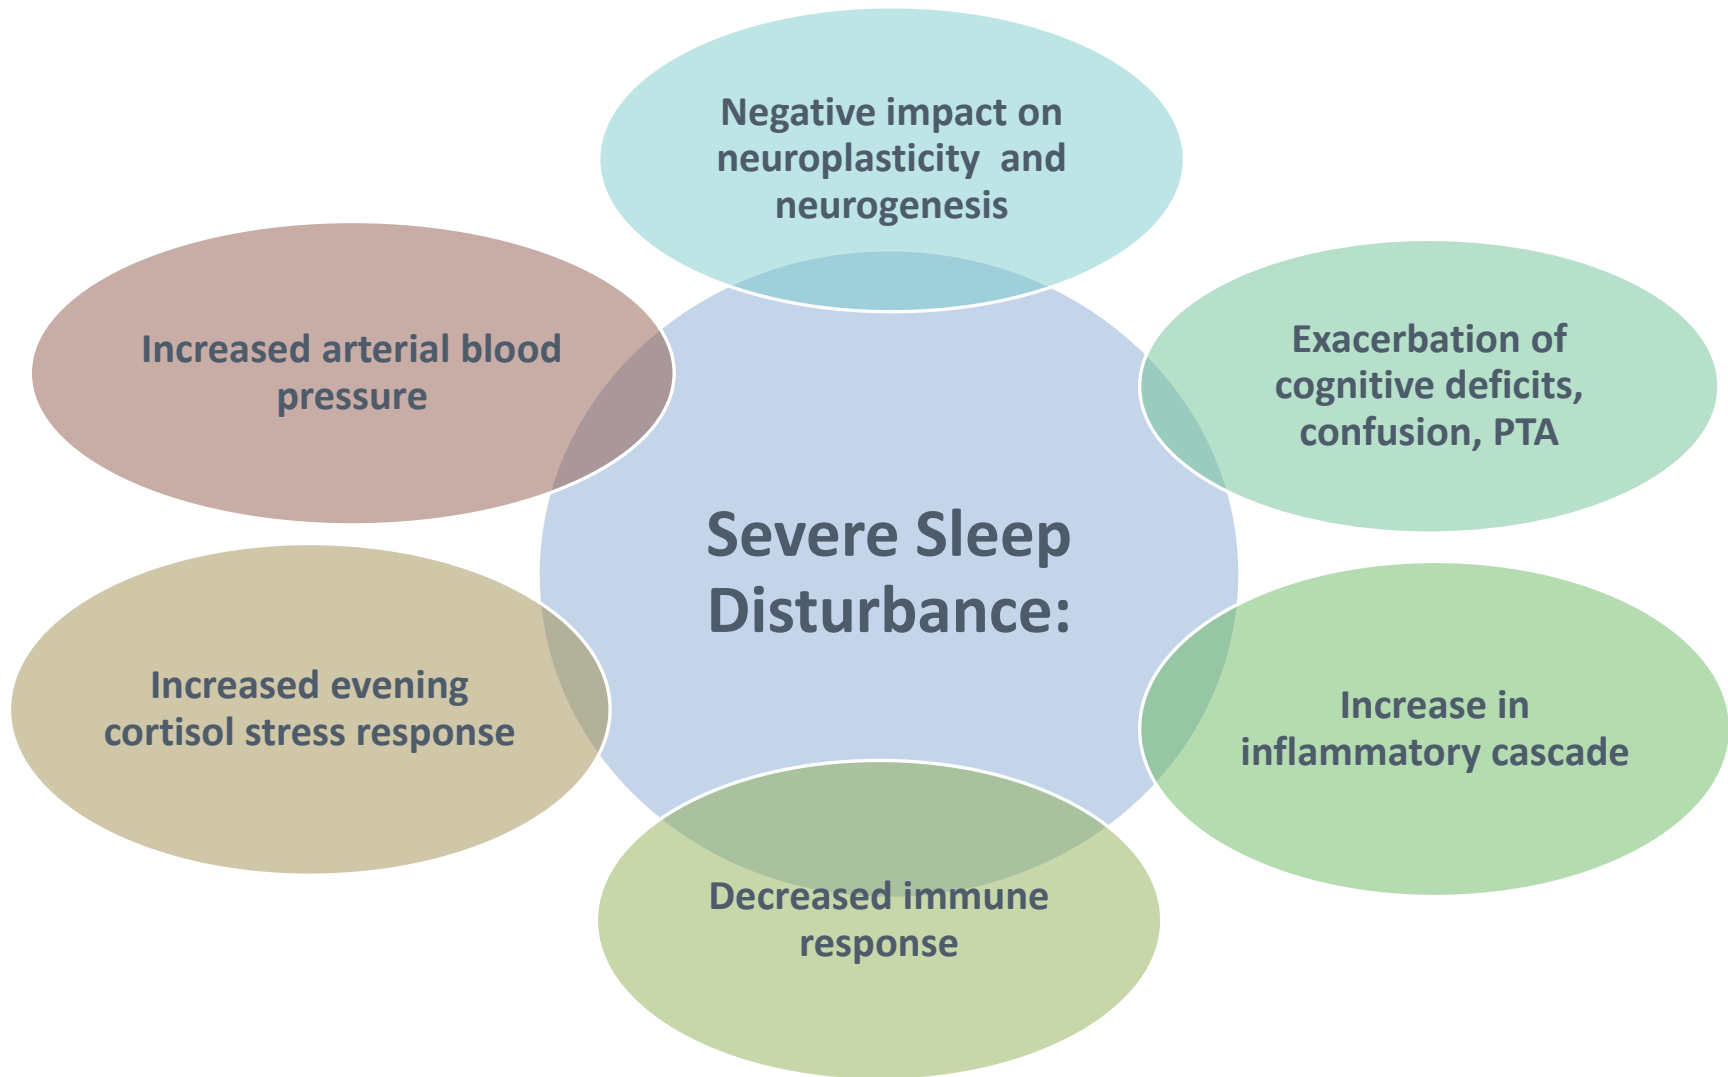 Negative impact on
neuroplasticity  and
neurogenesis
Increased arterial blood
pressure
Exacerbation of
cognitive deficits,
confusion, PTA
Severe Sleep
Disturbance:
Increased evening
cortisol stress response
Increase in
inflammatory cascade
Decreased immune
response